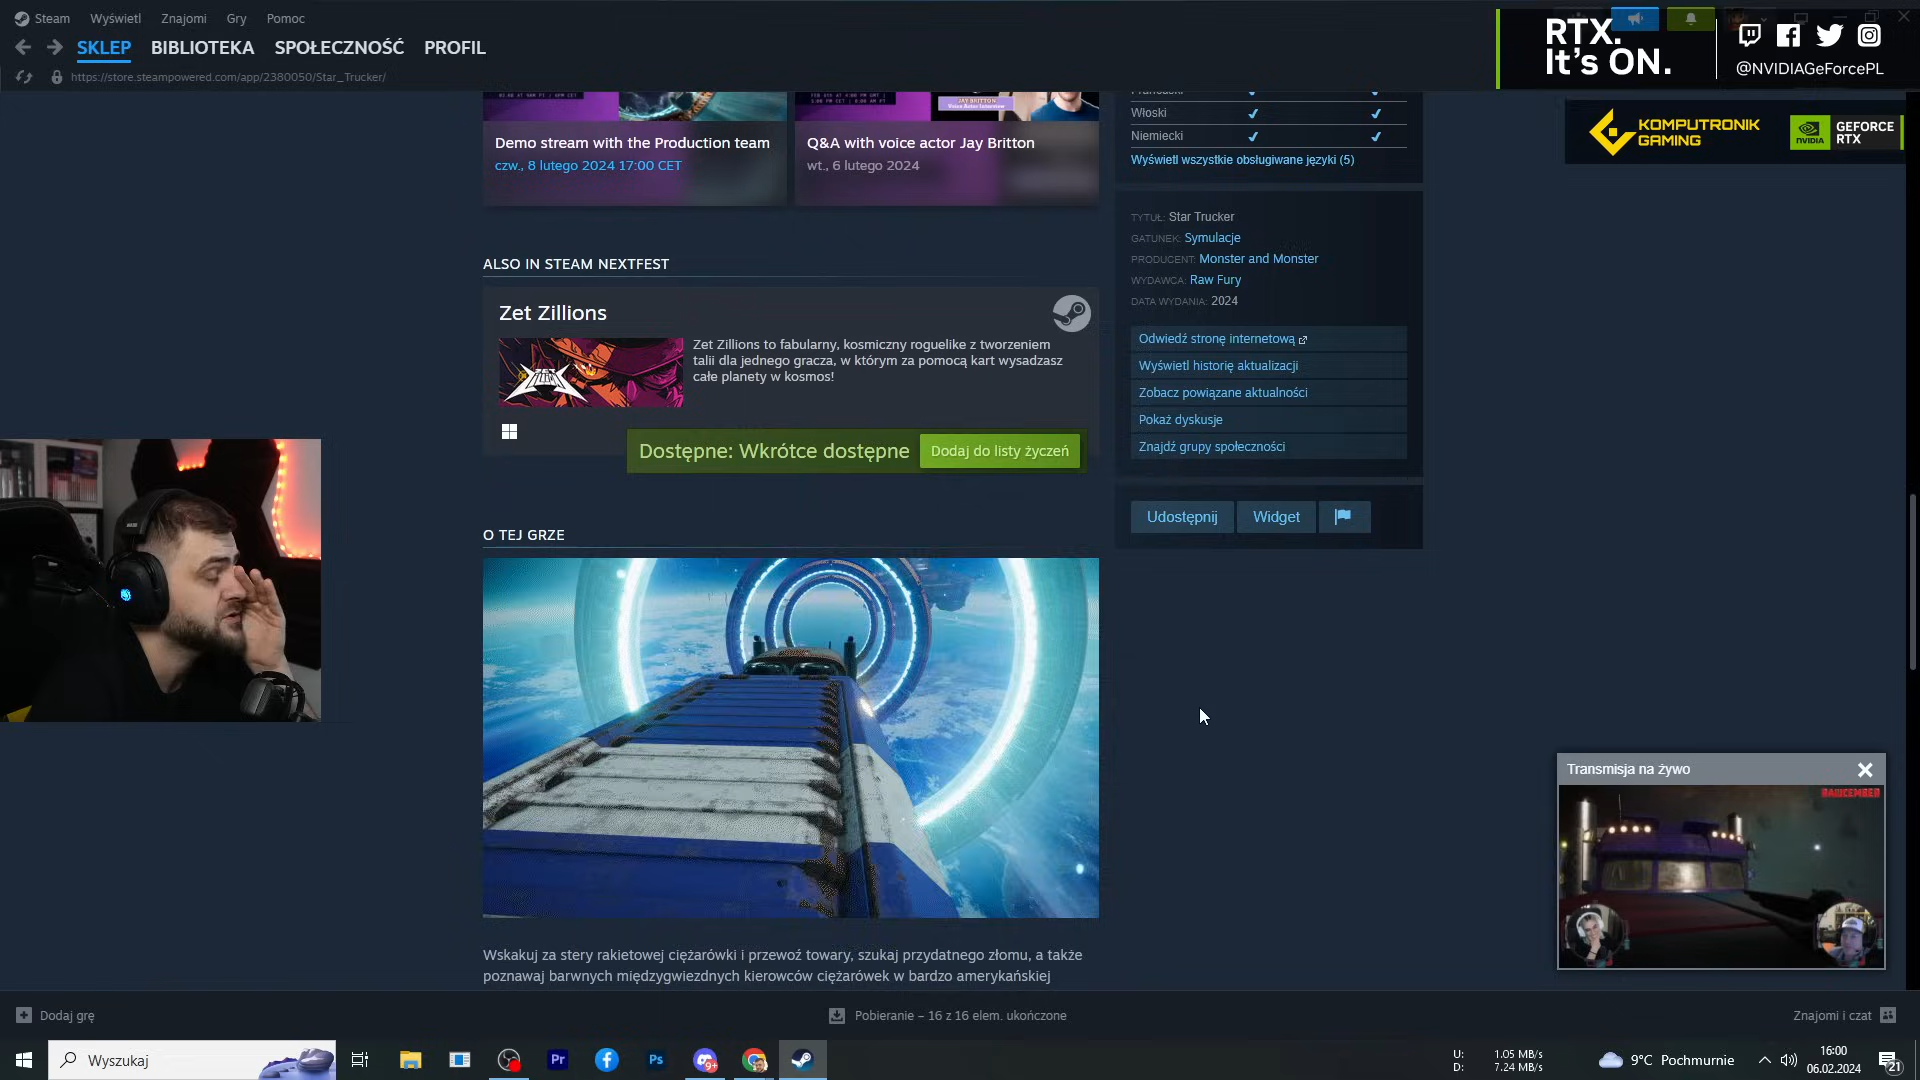 Steam Wyświetl Znajomi Gry Pomoc
SKLEP BIBLIOTEKA SPOŁECZNOŚĆ PROFIL
https://store.steampowered.com/app/2380050/Star_Trucker/
RTX.
It's ON.
@NVIDIAGeForcePL
KOMPUTRONIK
GAMING
NVIDIA
GEFORCE
RTX
JAY BRITTON
Demo stream with the Production team
czw., 8 lutego 2024 17:00 CET
Q&A with voice actor Jay Britton
wt., 6 lutego 2024
Francuski
Włoski
Niemiecki
Wyświetl wszystkie obsługiwane języki (5)
TYTUŁ: Star Trucker
GATUNEK: Symulacje
PRODUCENT: Monster and Monster
WYDAWCA: Raw Fury
DATA WYDANIA: 2024
Odwiedź stronę internetową
Wyświetl historię aktualizacji
Zobacz powiązane aktualności
Pokaż dyskusje
Znajdź grupy społeczności
Udostępnij Widget
ALSO IN STEAM NEXTFEST
Zet Zillions
Zet Zillions to fabularny, kosmiczny roguelike z tworzeniem
talii dla jednego gracza, w którym za pomocą kart wysadzasz
całe planety w kosmos!
Dostępne: Wkrótce dostępne Dodaj do listy życzeń
O TEJ GRZE
Wskakuj za stery rakietowej ciężarówki i przewoź towary, szukaj przydatnego złomu, a także
poznawaj barwnych międzygwiezdnych kierowców ciężarówek w bardzo amerykańskiej
Transmisja na żywo
Dodaj grę
Pobieranie – 16 z 16 elem. ukończone
Znajomi i czat
Wyszukaj
Pr
Ps
9+
U: 1.05 MB/s
D: 7.24 MB/s
9°C Pochmurnie
16:00
06.02.2024
21